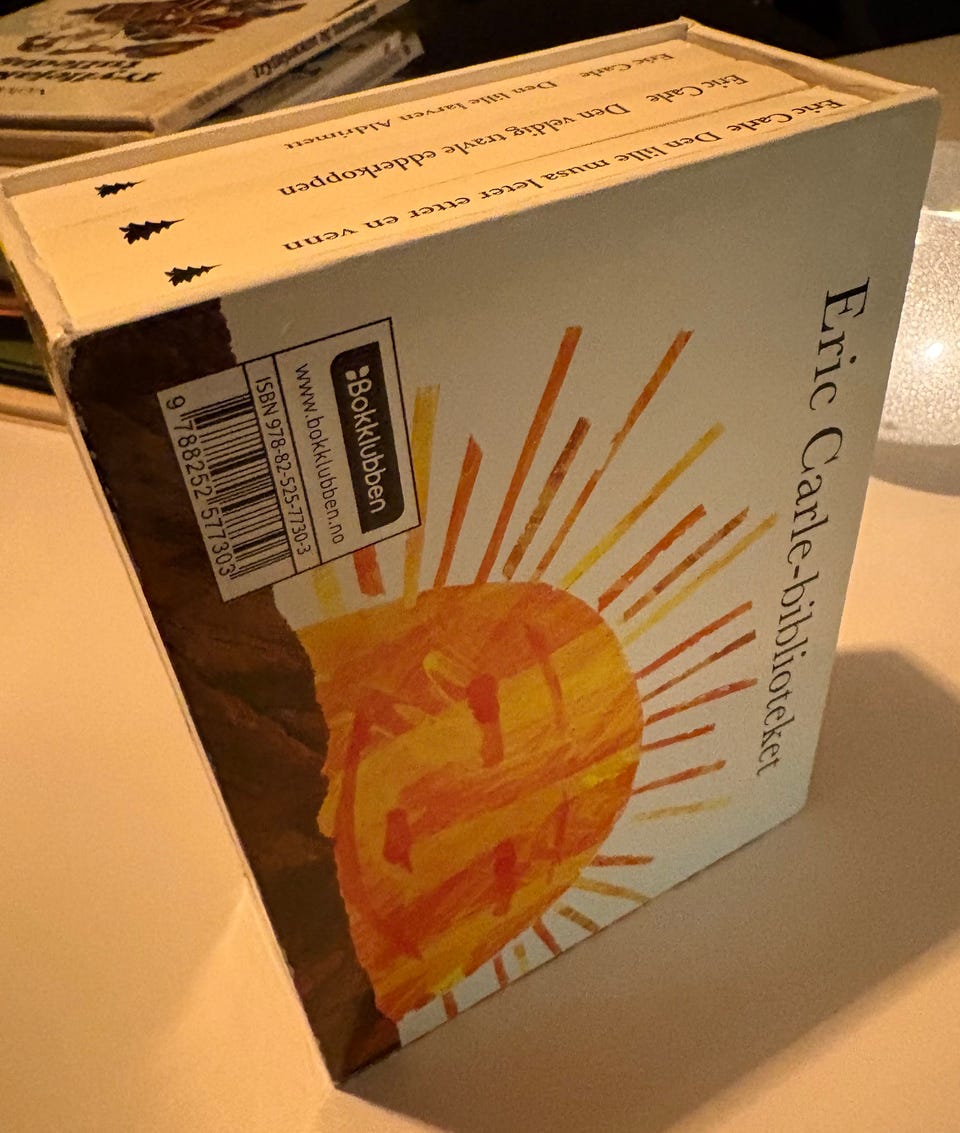 Eric Carle Den lille larven Aldrimett
Eric Carle Den veldig travle edderkoppen
Eric Carle Den lille musa leter etter en venn
Eric Carle-biblioteket
Bokklubben
www.bokklubben.no
ISBN 978-82-525-7730-3
9 788252 577303